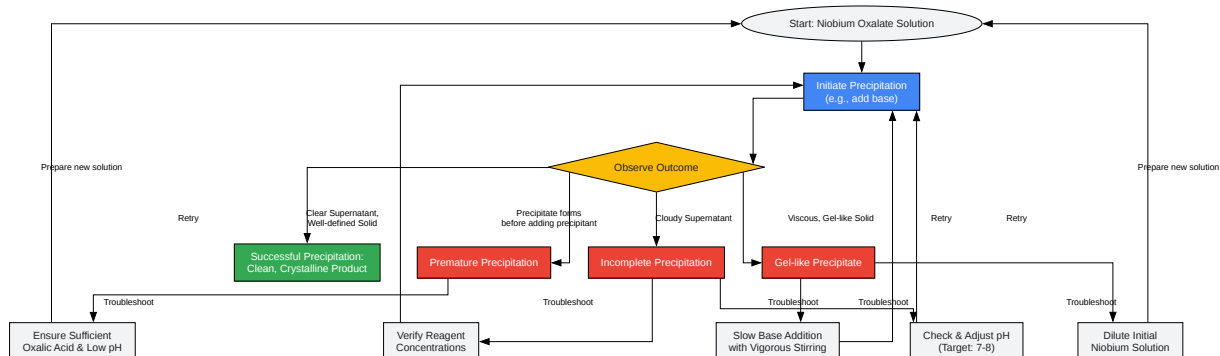 Start: Niobium Oxalate Solution
Initiate Precipitation
(e.g., add base)
Prepare new solution
Observe Outcome
Prepare new solution
Retry
Clear Supernatant,
Well-defined Solid
Precipitate forms
before adding precipitant
Cloudy Supernatant
Viscous, Gel-like Solid
Retry
Retry
Successful Precipitation:
Clean, Crystalline Product
Premature Precipitation
Incomplete Precipitation
Gel-like Precipitate
Troubleshoot
Troubleshoot
Troubleshoot
Troubleshoot
Troubleshoot
Ensure Sufficient
Oxalic Acid & Low pH
Verify Reagent
Concentrations
Slow Base Addition
with Vigorous Stirring
Check & Adjust pH
(Target: 7-8)
Dilute Initial
Niobium Solution